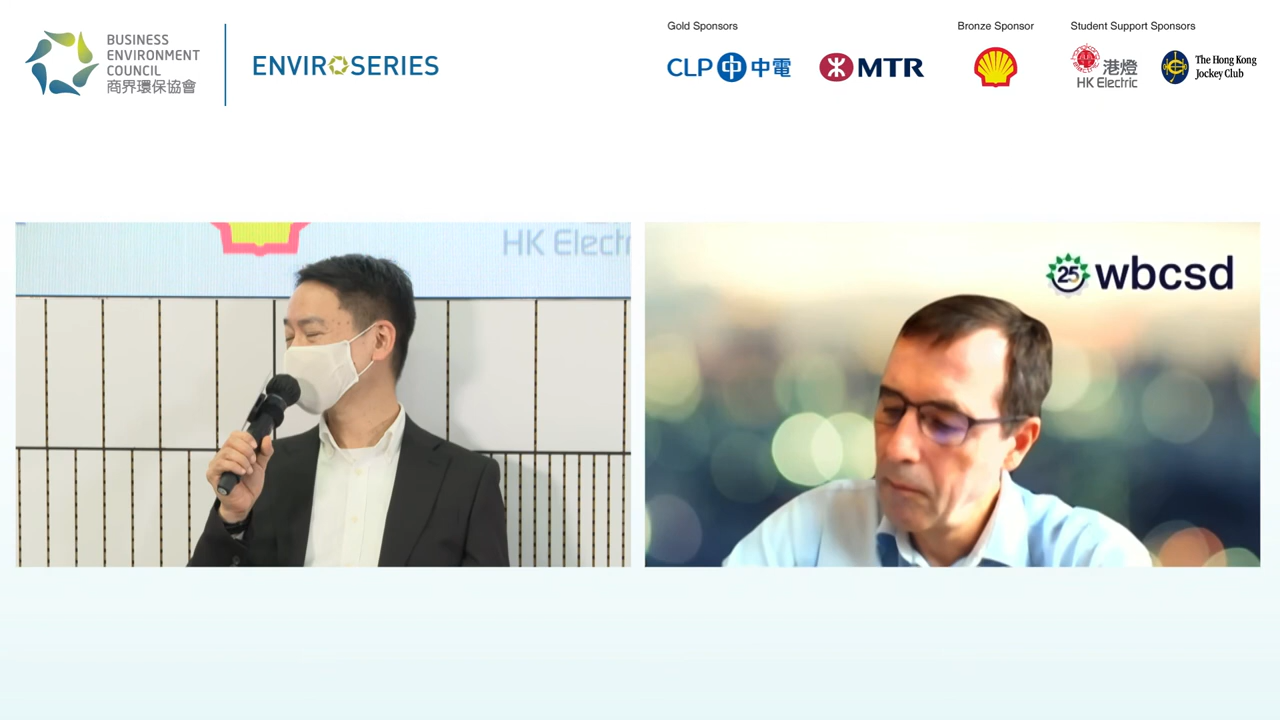 BUSINESS
ENVIRONMENT
COUNCIL
商界環保協會
ENVIROSERIES
Gold Sponsors
CLP 中 中電
MTR
Bronze Sponsor
Student Support Sponsors
港燈
HK Electric
The Hong Kong
Jockey Club
HK Electr
25 wbcsd